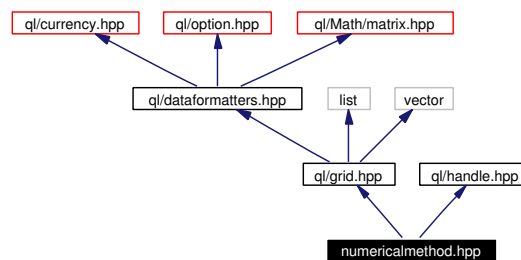 ql/currency.hpp
ql/option.hpp
ql/Math/matrix.hpp
ql/dataformatters.hpp
list
vector
ql/grid.hpp
ql/handle.hpp
numericalmethod.hpp